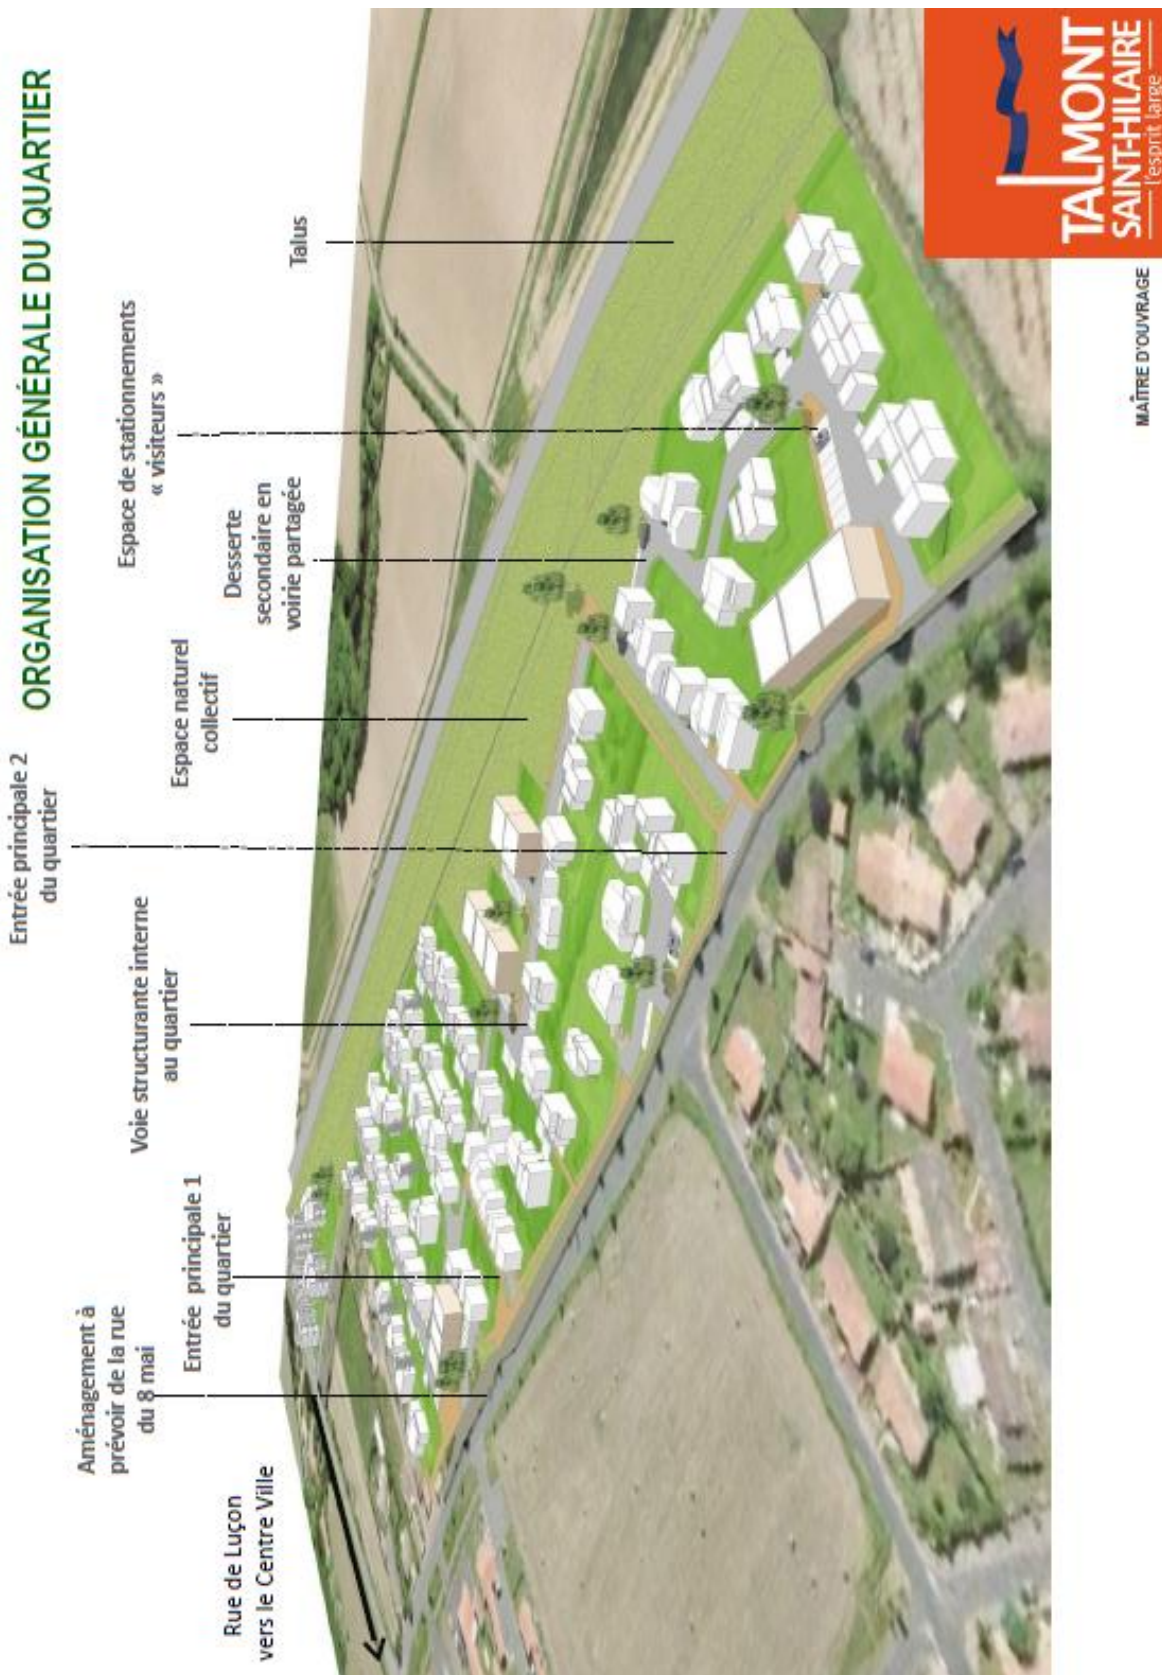 ORGANISATION GÉNÉRALE DU QUARTIER
Rue de Luçon
vers le Centre Ville
Aménagement à
prévoir de la rue
du 8 mai
Entrée principale 1
du quartier
Voie structurante interne
au quartier
Entrée principale 2
du quartier
Espace naturel
collectif
Desserte
secondaire en
voirie partagée
Espace de stationnements
« visiteurs »
Talus
MAÎTRE D'OUVRAGE
TALMONT
SAINT-HILAIRE
l'esprit large